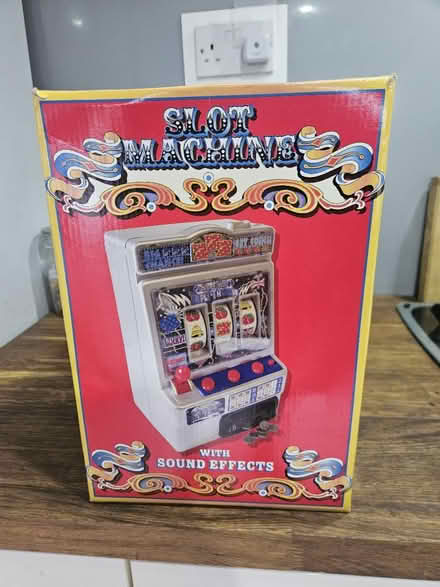 SLOT
MACHINE
WITH
SOUND EFFECTS